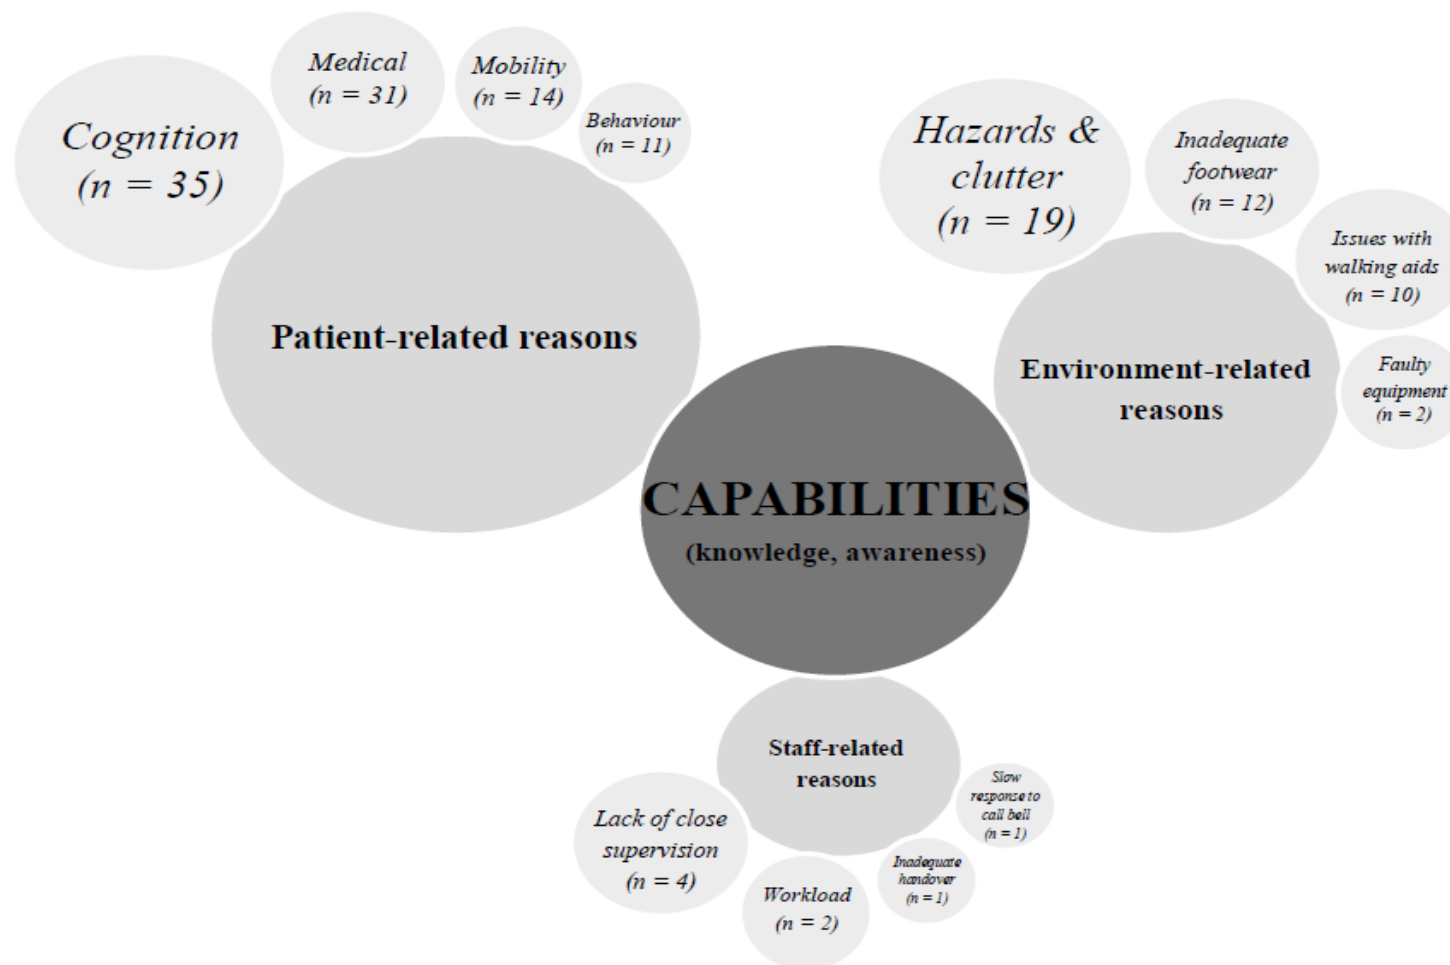 Cognition
(n = 35)
Medical
(n = 31)
Mobility
(n = 14)
Behaviour
(n = 11)
Patient-related reasons
Hazards &
clutter
(n = 19)
Inadequate
footwear
(n = 12)
Issues with
walking aids
(n = 10)
Faulty
equipment
(n = 2)
Environment-related
reasons
CAPABILITIES
(knowledge, awareness)
Staff-related
reasons
Lack of close
supervision
(n = 4)
Workload
(n = 2)
Inadequate
handover
(n = 1)
Slow
response to
call bell
(n = 1)